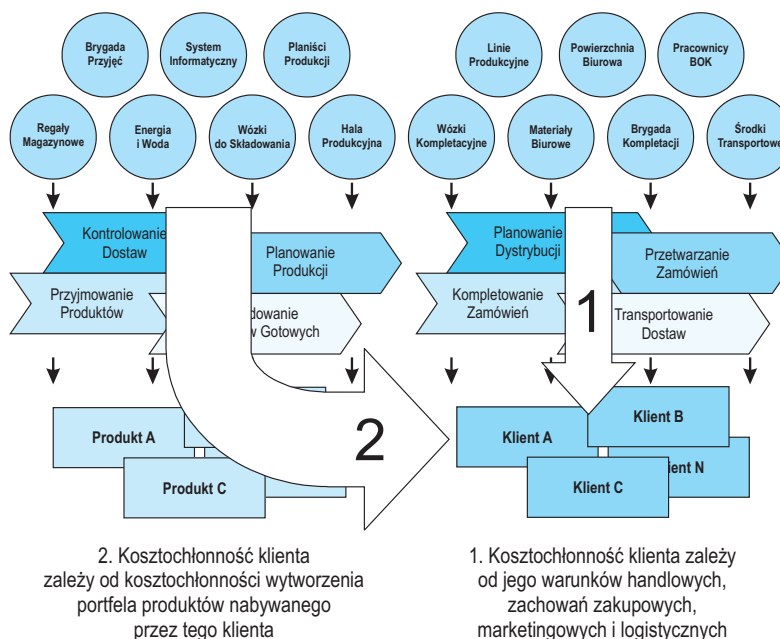 Brygada
Przyjęć
System
Informatyczny
Planiści
Produkcji
Regały
Magazynowe
Energia
i Woda
Wózki
do Składowania
Hala
Produkcyjna
Kontrolowanie
Dostaw
Planowanie
Produkcji
Przyjmowanie
Produktów
dowanie
w Gotowych
Produkt A
Produkt C
2
Linie
Produkcyjne
Powierzchnia
Biurowa
Pracownicy
BOK
Wózki
Kompletacyjne
Materiały
Biurowe
Brygada
Kompletacji
Środki
Transportowe
Planowanie
Dystrybucji
Przetwarzanie
Zamówień
Kompletowanie
Zamówień
1
Transportowanie
Dostaw
Klient A
Klient B
Klient C
ient N
2. Kosztochłonność klienta
zależy od kosztochłonności wytworzenia
portfela produktów nabywanego
przez tego klienta
1. Kosztochłonność klienta zależy
od jego warunków handlowych,
zachowań zakupowych,
marketingowych i logistycznych